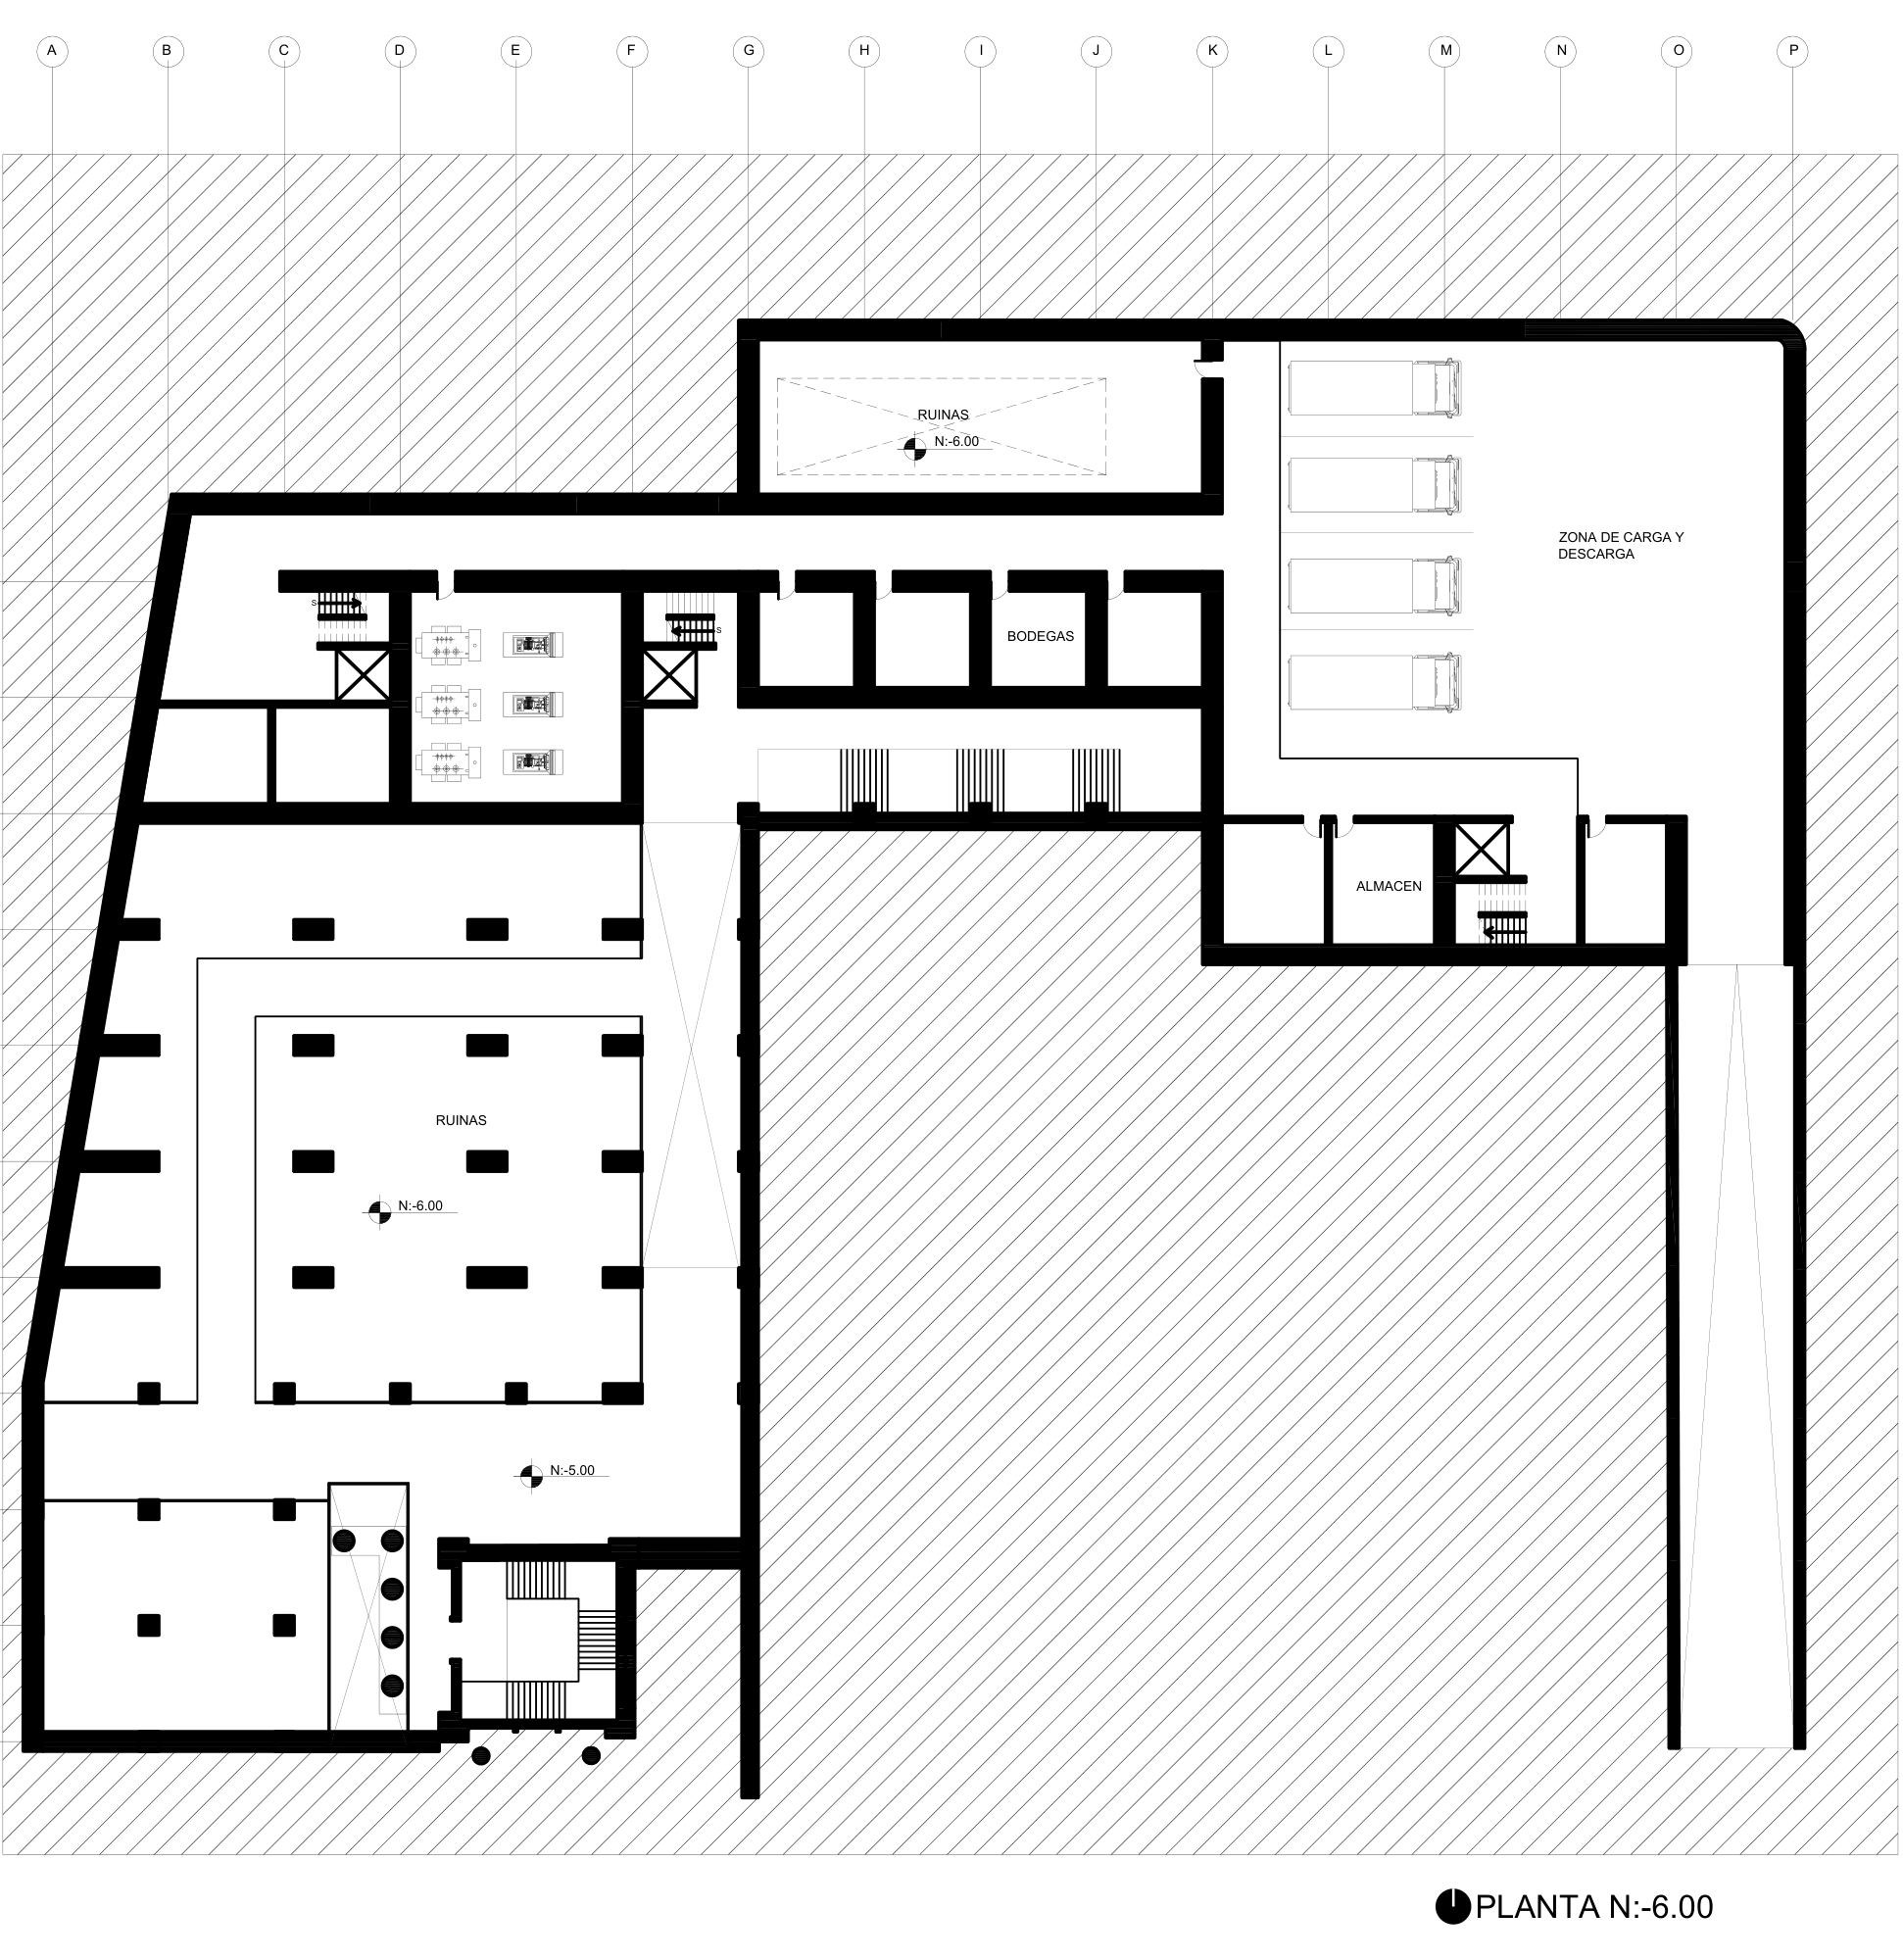 A B C D E F G H I J K L M N O P
RUINAS
N:-6.00
ZONA DE CARGA Y
DESCARGA
S
S
BODEGAS
ALMACEN
RUINAS
N:-6.00
N:-5.00
PLANTA N:-6.00